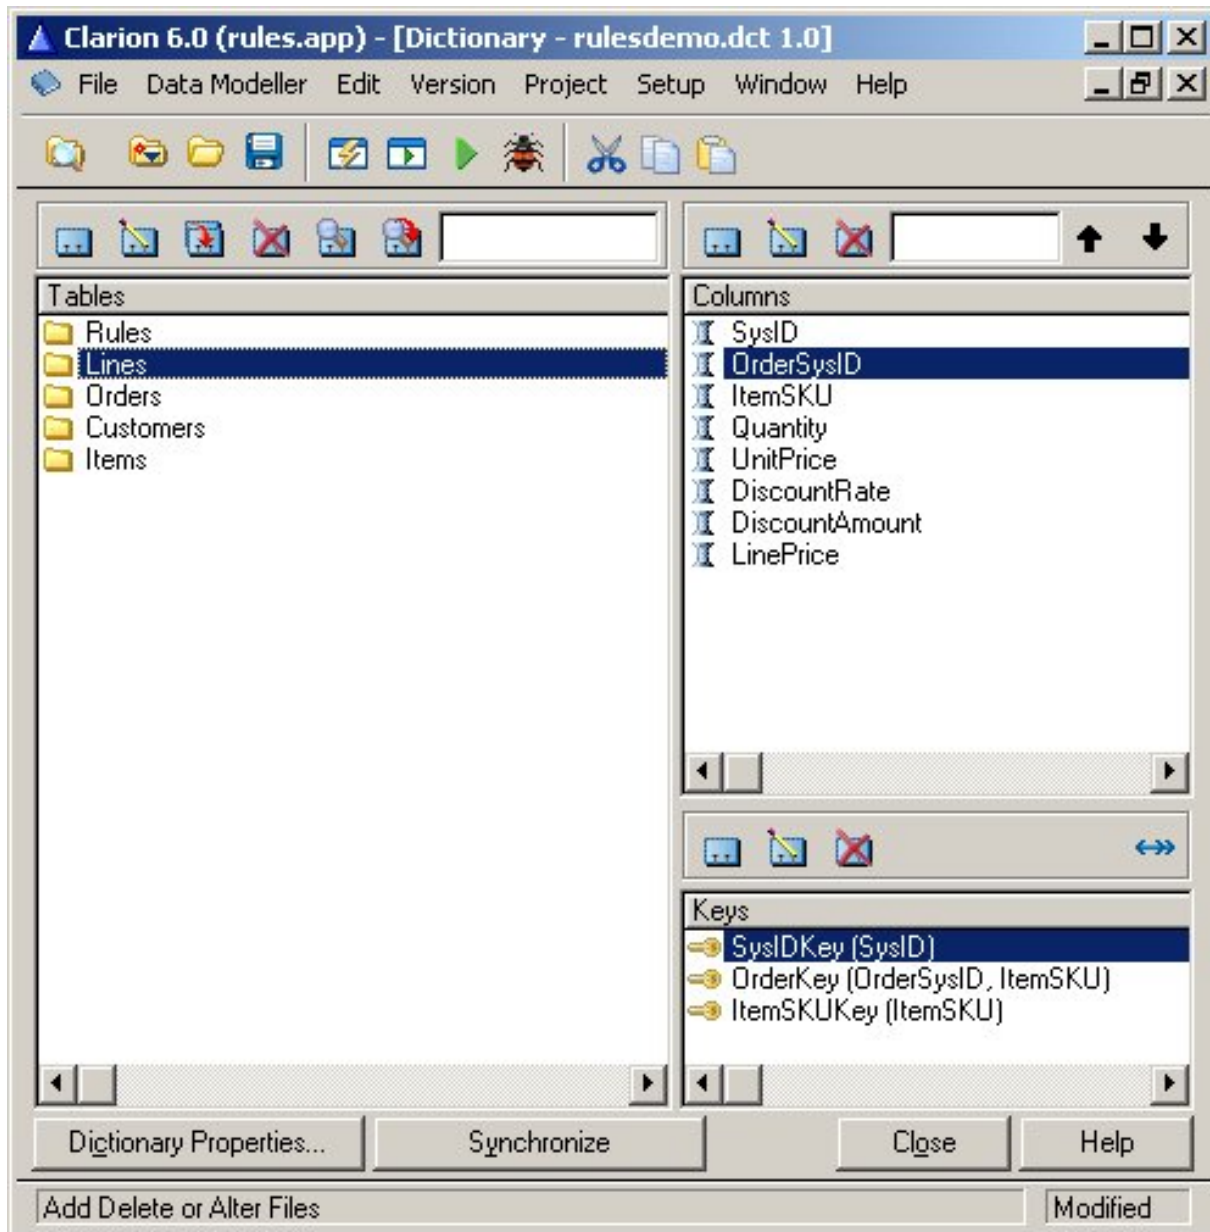 Clarion 6.0 (rules.app) - [Dictionary - rulesdemo.dct 1.0]
File Data Modeller Edit Version Project Setup Window Help
Tables
Rules
Lines
Orders
Customers
Items
Columns
SysID
OrderSysID
ItemSKU
Quantity
UnitPrice
DiscountRate
DiscountAmount
LinePrice
Keys
SysIDKey (SysID)
OrderKey (OrderSysID, ItemSKU)
ItemSKUKey (ItemSKU)
Dictionary Properties... Synchronize Close Help
Add Delete or Alter Files Modified